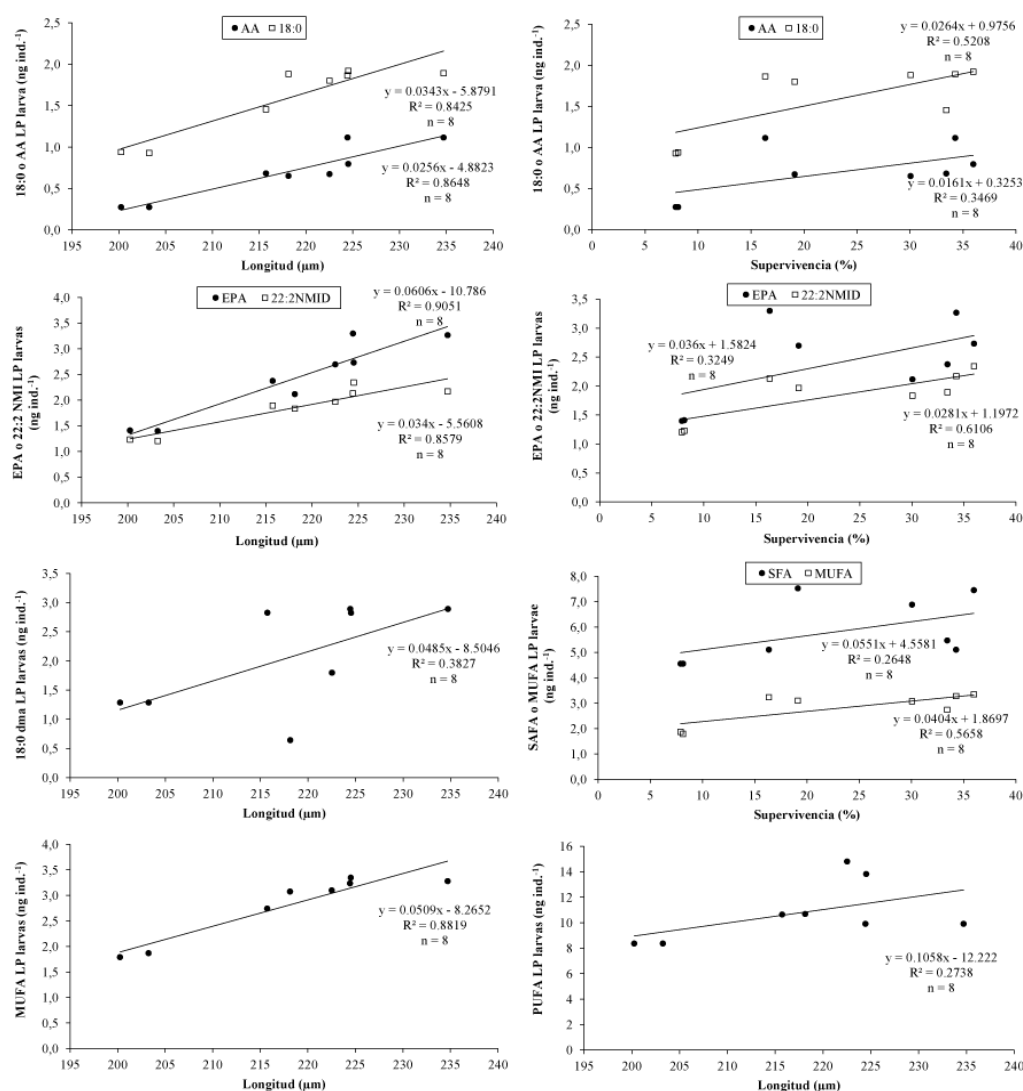 AA 18:0
18:0 o AA LP larva (ng ind.⁻¹)
2,5
2,0
1,5
1,0
0,5
0,0
y = 0.0343x - 5.8791
R² = 0.8425
n = 8
y = 0.0256x - 4.8823
R² = 0.8648
n = 8
195 200 205 210 215 220 225 230 235 240
Longitud (µm)
AA 18:0
18:0 o AA LP larva (ng ind.⁻¹)
2,5
2,0
1,5
1,0
0,5
0,0
y = 0.0264x + 0.9756
R² = 0.5208
n = 8
y = 0.0161x + 0.3253
R² = 0.3469
n = 8
0 5 10 15 20 25 30 35 40
Supervivencia (%)
EPA 22:2NMID
EPA o 22:2 NMI LP larvas
(ng ind.⁻¹)
4,0
3,5
3,0
2,5
2,0
1,5
1,0
0,5
0,0
y = 0.0606x - 10.786
R² = 0.9051
n = 8
y = 0.034x - 5.5608
R² = 0.8579
n = 8
195 200 205 210 215 220 225 230 235 240
Longitud (µm)
EPA 22:2NMID
EPA o 22:2NMI LP larvas
(ng ind.⁻¹)
3,5
3,0
2,5
2,0
1,5
1,0
0,5
0,0
y = 0.036x + 1.5824
R² = 0.3249
n = 8
y = 0.0281x + 1.1972
R² = 0.6106
n = 8
0 5 10 15 20 25 30 35 40
Supervivencia (%)
18:0 dma LP larvas (ng ind.⁻¹)
3,5
3,0
2,5
2,0
1,5
1,0
0,5
0,0
y = 0.0485x - 8.5046
R² = 0.3827
n = 8
195 200 205 210 215 220 225 230 235 240
Longitud (µm)
SFA MUFA
SAFA o MUFA LP larvae
(ng ind.⁻¹)
8,0
7,0
6,0
5,0
4,0
3,0
2,0
1,0
0,0
y = 0.0551x + 4.5581
R² = 0.2648
n = 8
y = 0.0404x + 1.8697
R² = 0.5658
n = 8
0 5 10 15 20 25 30 35 40
Supervivencia (%)
MUFA LP larvas (ng ind.⁻¹)
4,0
3,5
3,0
2,5
2,0
1,5
1,0
0,5
0,0
y = 0.0509x - 8.2652
R² = 0.8819
n = 8
195 200 205 210 215 220 225 230 235 240
Longitud (µm)
PUFA LP larvas (ng ind.⁻¹)
16
14
12
10
8
6
4
2
0
y = 0.1058x - 12.222
R² = 0.2738
n = 8
195 200 205 210 215 220 225 230 235 240
Longitud (µm)